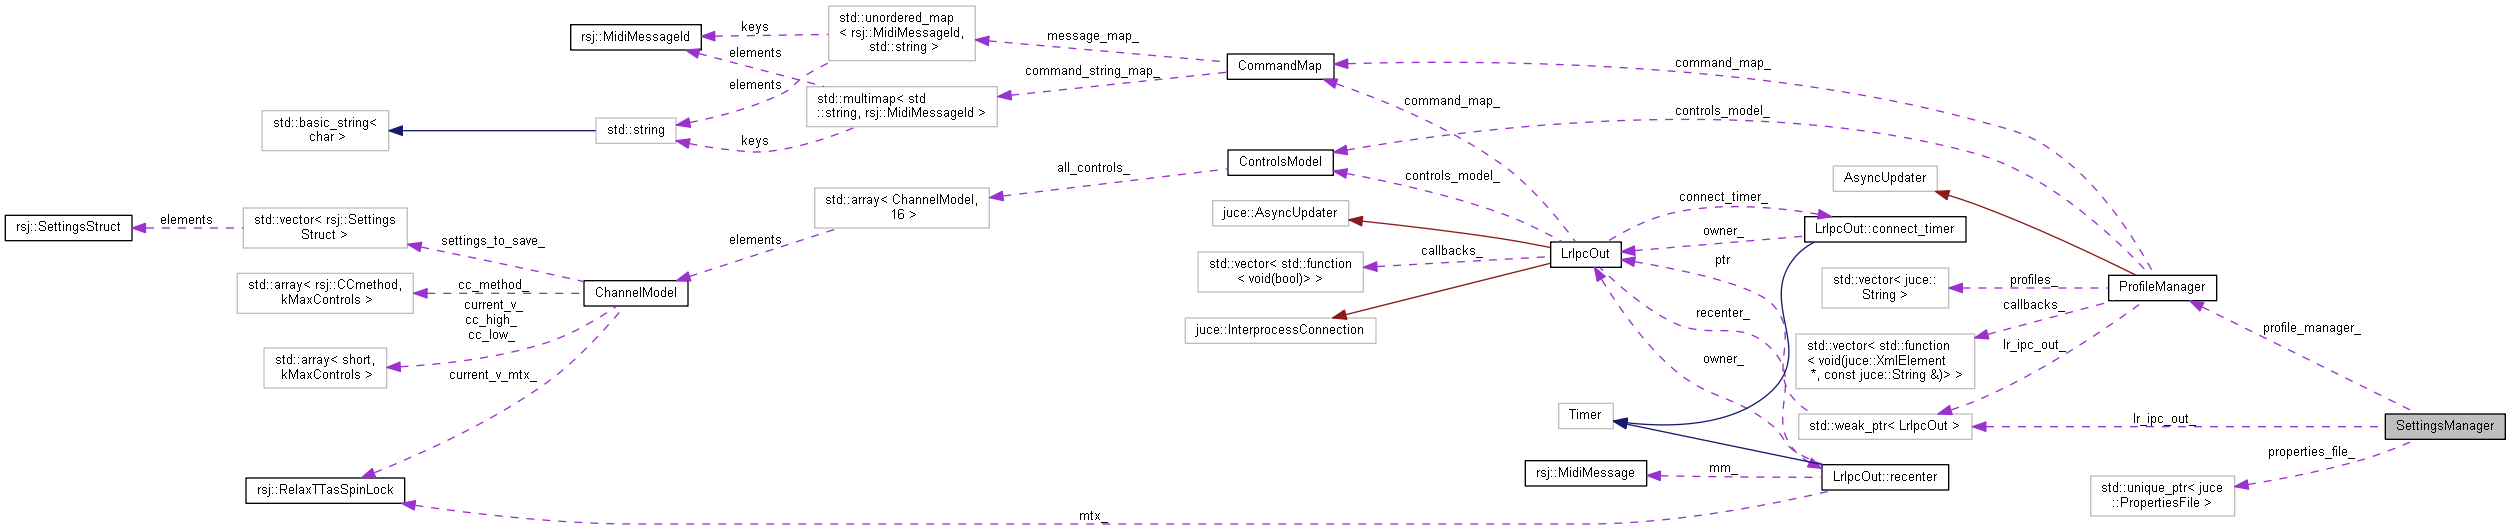 rsj::SettingsStruct
elements
std::basic_string<
char >
std::vector< rsj::Settings
Struct >
std::array< rsj::CCmethod,
kMaxControls >
std::array< short,
kMaxControls >
rsj::RelaxTTasSpinLock
settings_to_save_
cc_method_
current_v_
cc_high_
cc_low_
current_v_mtx_
rsj::MidiMessageId
std::string
ChannelModel
keys
elements
elements
keys
elements
std::unordered_map
< rsj::MidiMessageId,
std::string >
std::multimap< std
::string, rsj::MidiMessageId >
std::array< ChannelModel,
16 >
message_map_
command_string_map_
all_controls_
mtx_
CommandMap
ControlsModel
juce::AsyncUpdater
std::vector< std::function
< void(bool)> >
juce::InterprocessConnection
command_map_
controls_model_
callbacks_
LrIpcOut
Timer
rsj::MidiMessage
command_map_
controls_model_
connect_timer_
owner_
ptr
recenter_
owner_
mm_
AsyncUpdater
LrIpcOut::connect_timer
std::vector< juce::
String >
std::vector< std::function
< void(juce::XmlElement
*, const juce::String &)> >
std::weak_ptr< LrIpcOut >
LrIpcOut::recenter
profiles_
callbacks_
lr_ipc_out_
ProfileManager
lr_ipc_out_
std::unique_ptr< juce
::PropertiesFile >
profile_manager_
properties_file_
SettingsManager